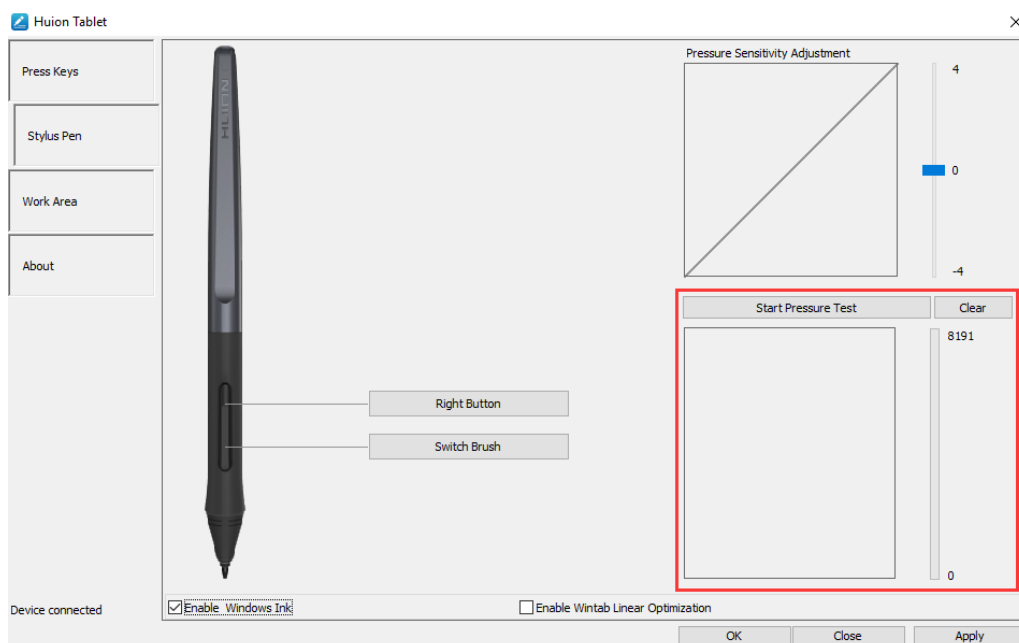 Huion Tablet
Press Keys
Stylus Pen
Work Area
About
Device connected
HUION
Right Button
Switch Brush
Pressure Sensitivity Adjustment
4
0
-4
Start Pressure Test
Clear
8191
0
Enable Windows Ink
Enable Wintab Linear Optimization
OK
Close
Apply